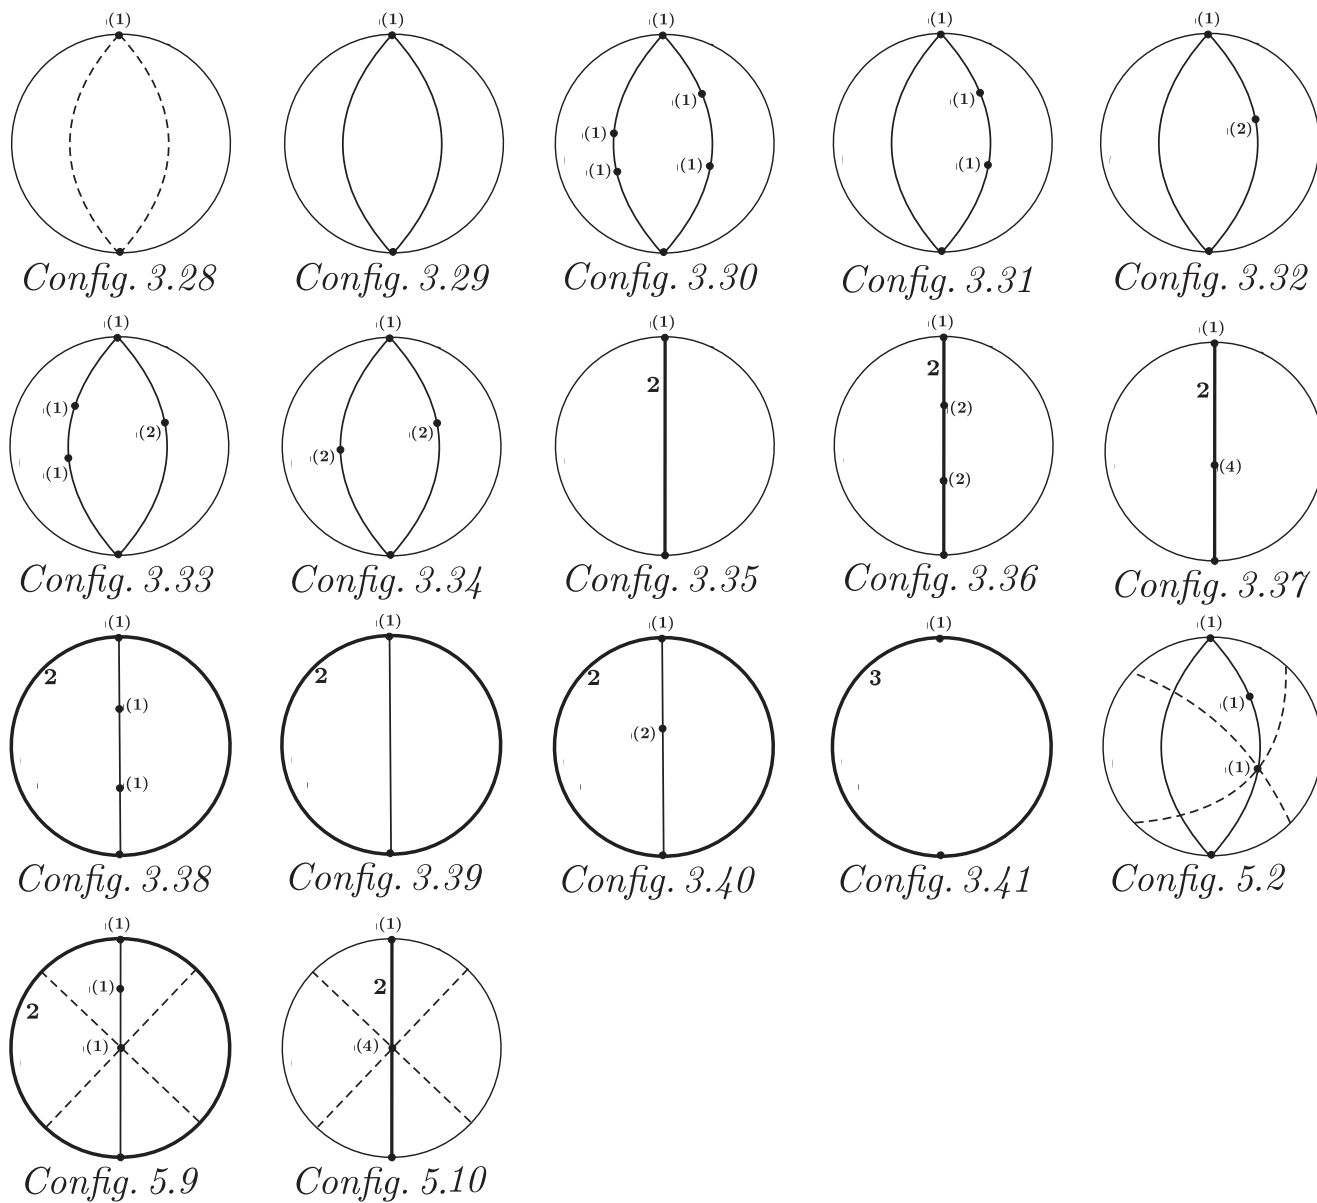 (1) (1) (1) (1) (1)
(1) (1) (2)
(1)
(1) (1) (1)
Config. 3.28 Config. 3.29 Config. 3.30 Config. 3.31 Config. 3.32
(1) (1) (1) (1) (1)
2 2 2
(1) (2) (2) (2)
(1) (2) (4)
(2)
Config. 3.33 Config. 3.34 Config. 3.35 Config. 3.36 Config. 3.37
(1) (1) (1) (1) (1)
2 2 2 3
(1) (2) (1)
(1) (1)
Config. 3.38 Config. 3.39 Config. 3.40 Config. 3.41 Config. 5.2
(1) (1)
(1) 2
2
(1) (4)
Config. 5.9 Config. 5.10